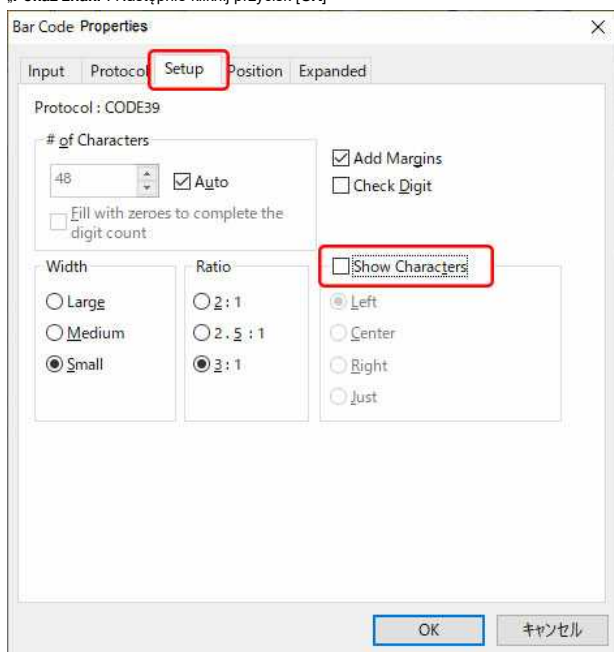 Bar Code Properties
Input Protocol Setup Position Expanded
Protocol : CODE39
# of Characters
48 Auto
Fill with zeroes to complete the
digit count
Add Margins
Check Digit
Width
Large
Medium
Small
Ratio
2 : 1
2 . 5 : 1
3 : 1
Show Characters
Left
Center
Right
Just
OK キャンセル